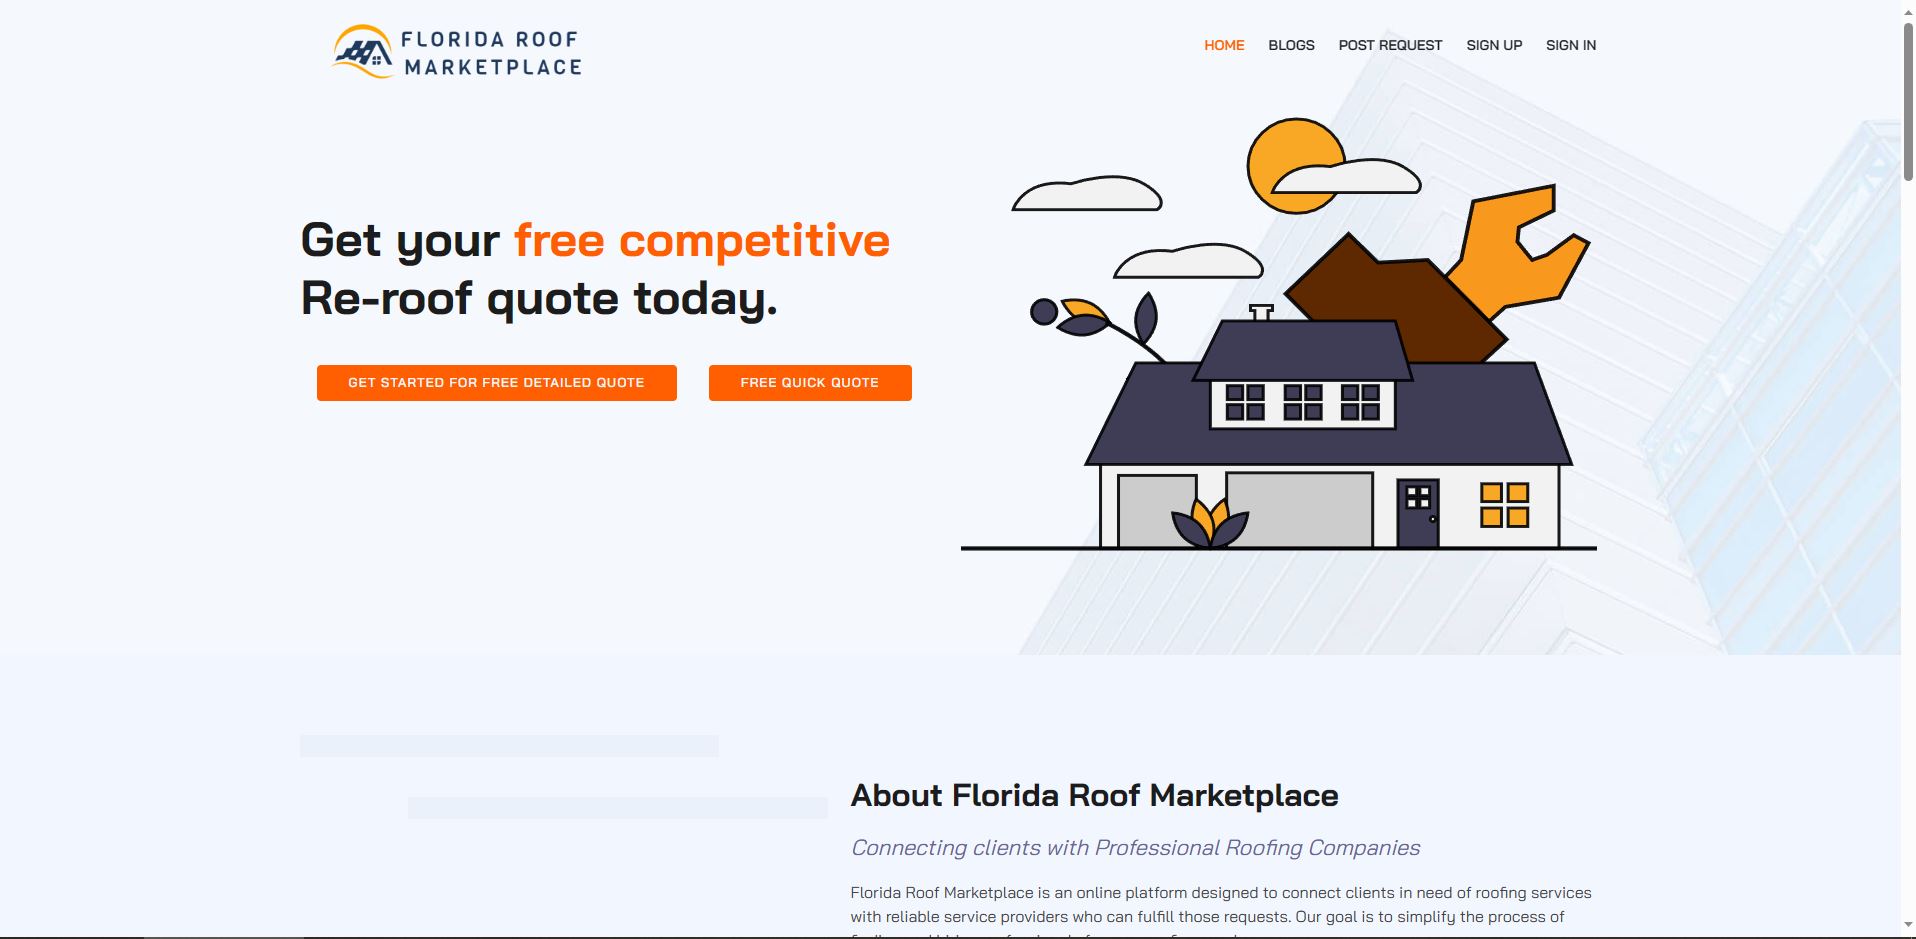 FLORIDA ROOF
MARKETPLACE
HOME
BLOGS
POST REQUEST
SIGN UP
SIGN IN
Get your free competitive
Re-roof quote today.
GET STARTED FOR FREE DETAILED QUOTE
FREE QUICK QUOTE
About Florida Roof Marketplace
Connecting clients with Professional Roofing Companies
Florida Roof Marketplace is an online platform designed to connect clients in need of roofing services
with reliable service providers who can fulfill those requests. Our goal is to simplify the process of